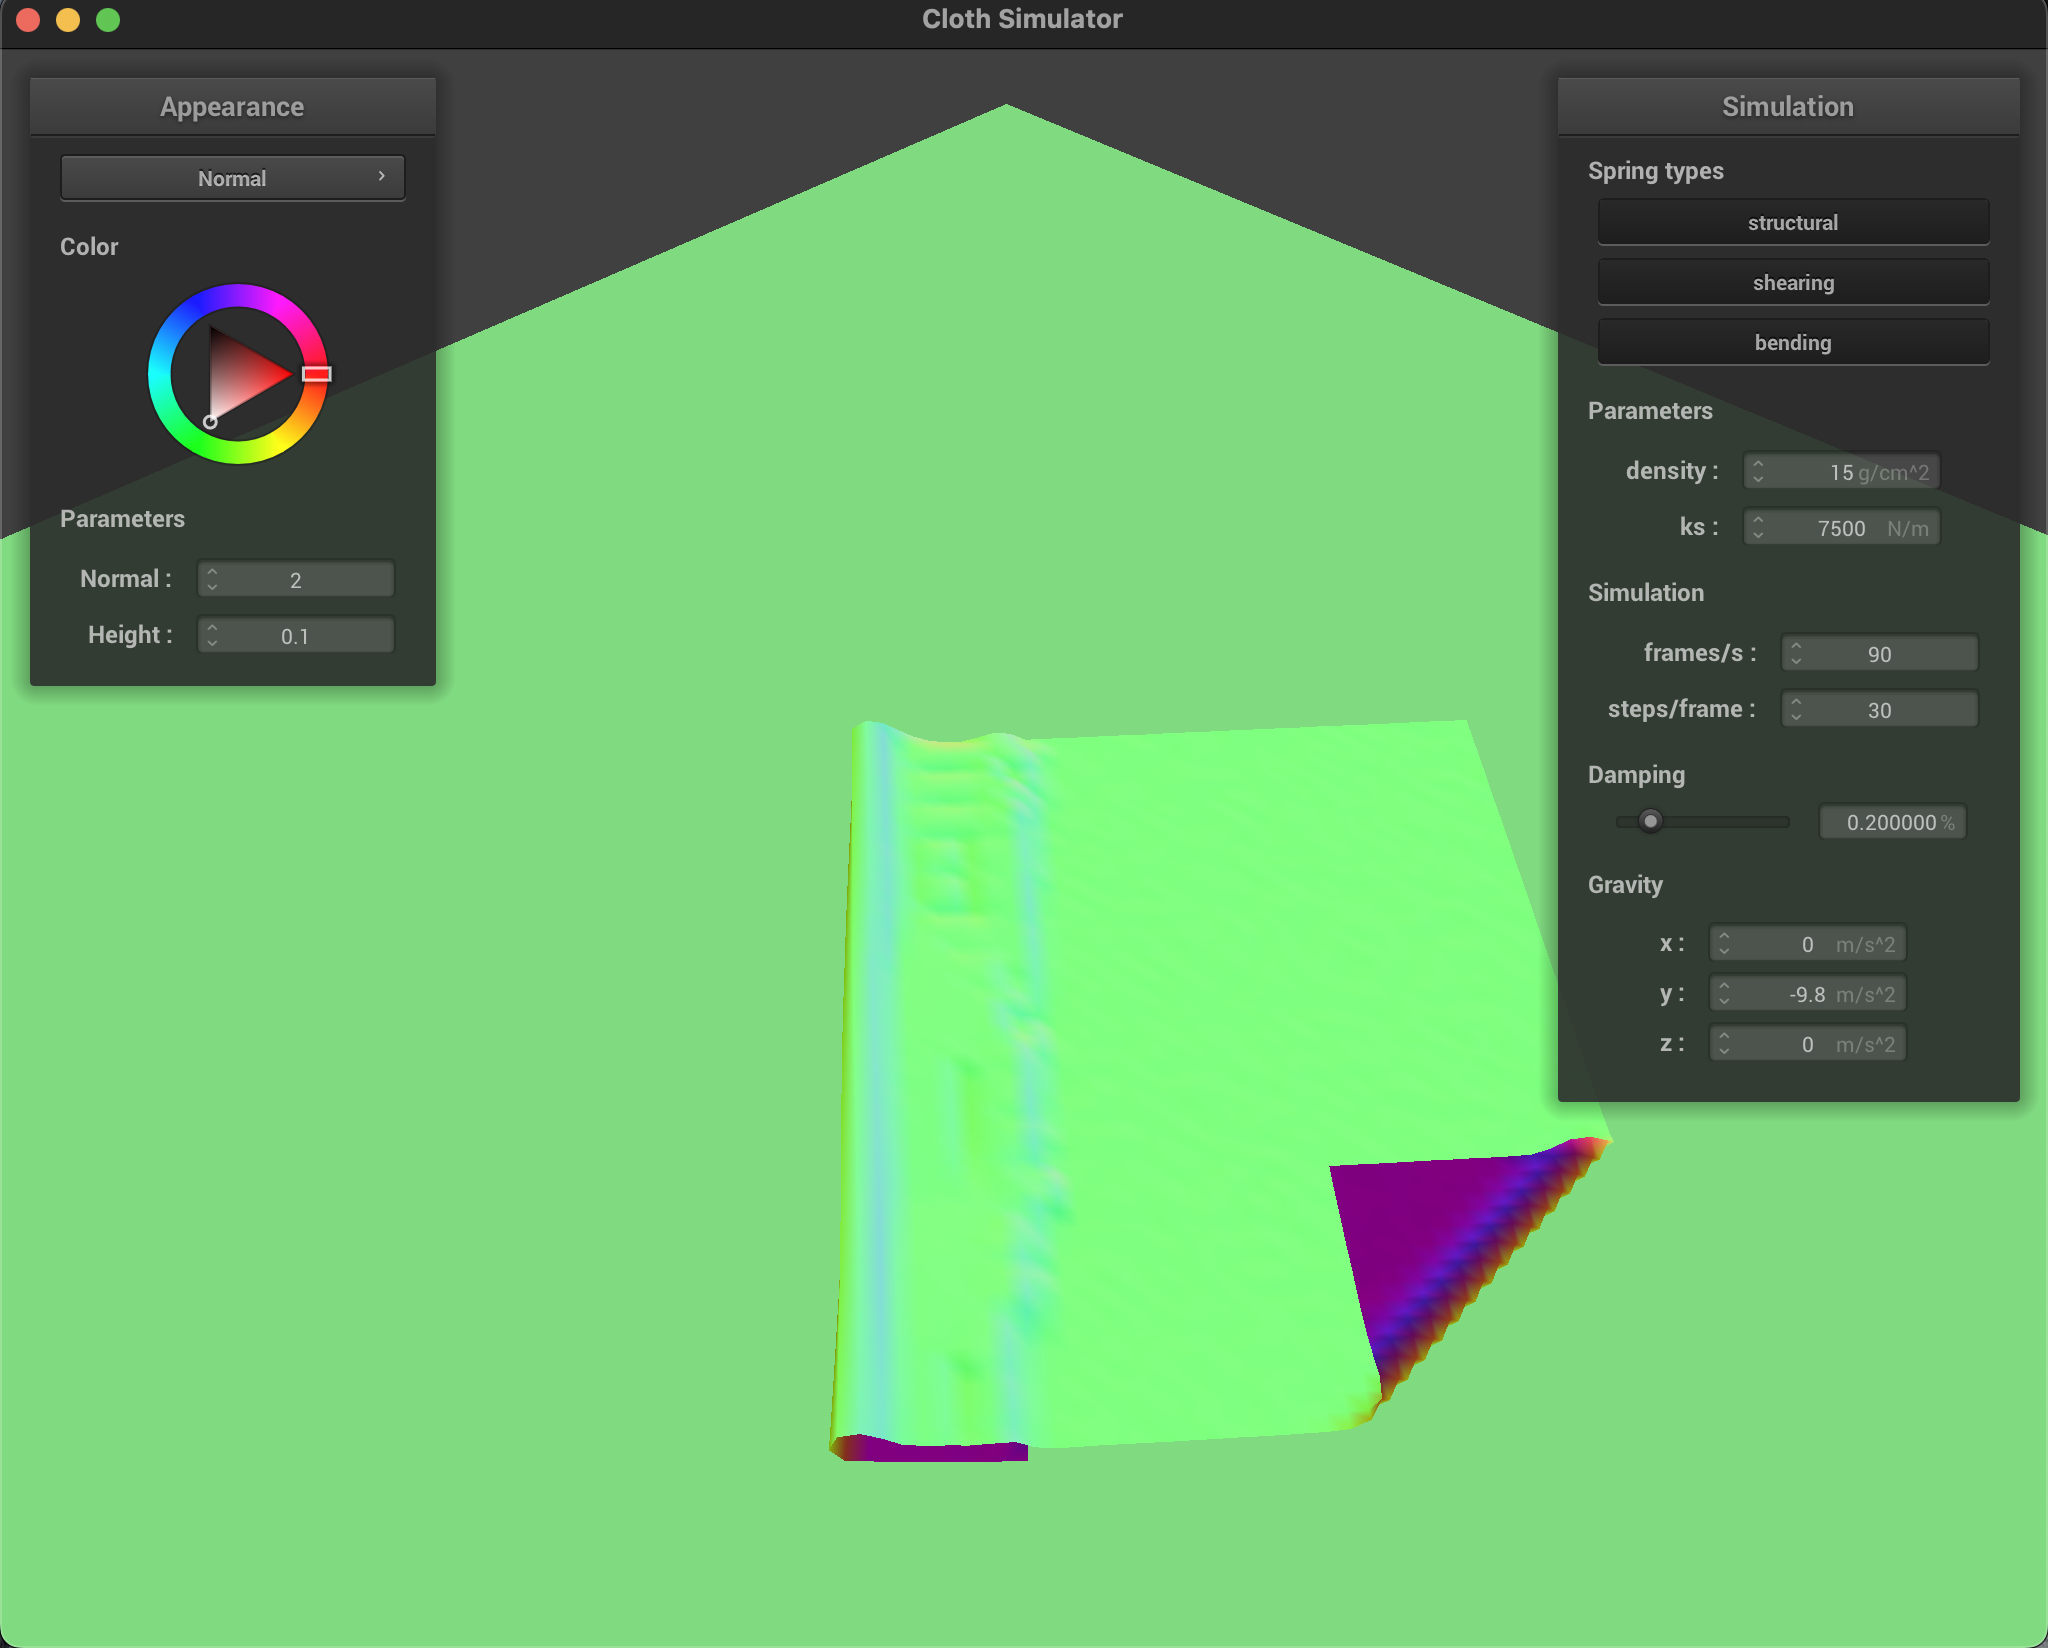 Cloth Simulator
Appearance
Normal
Color
Parameters
Normal : 2
Height : 0.1
Simulation
Spring types
structural
shearing
bending
Parameters
density : 15 g/cm^2
ks : 7500 N/m
Simulation
frames/s : 90
steps/frame : 30
Damping
0.200000 %
Gravity
x : 0 m/s^2
y : -9.8 m/s^2
z : 0 m/s^2